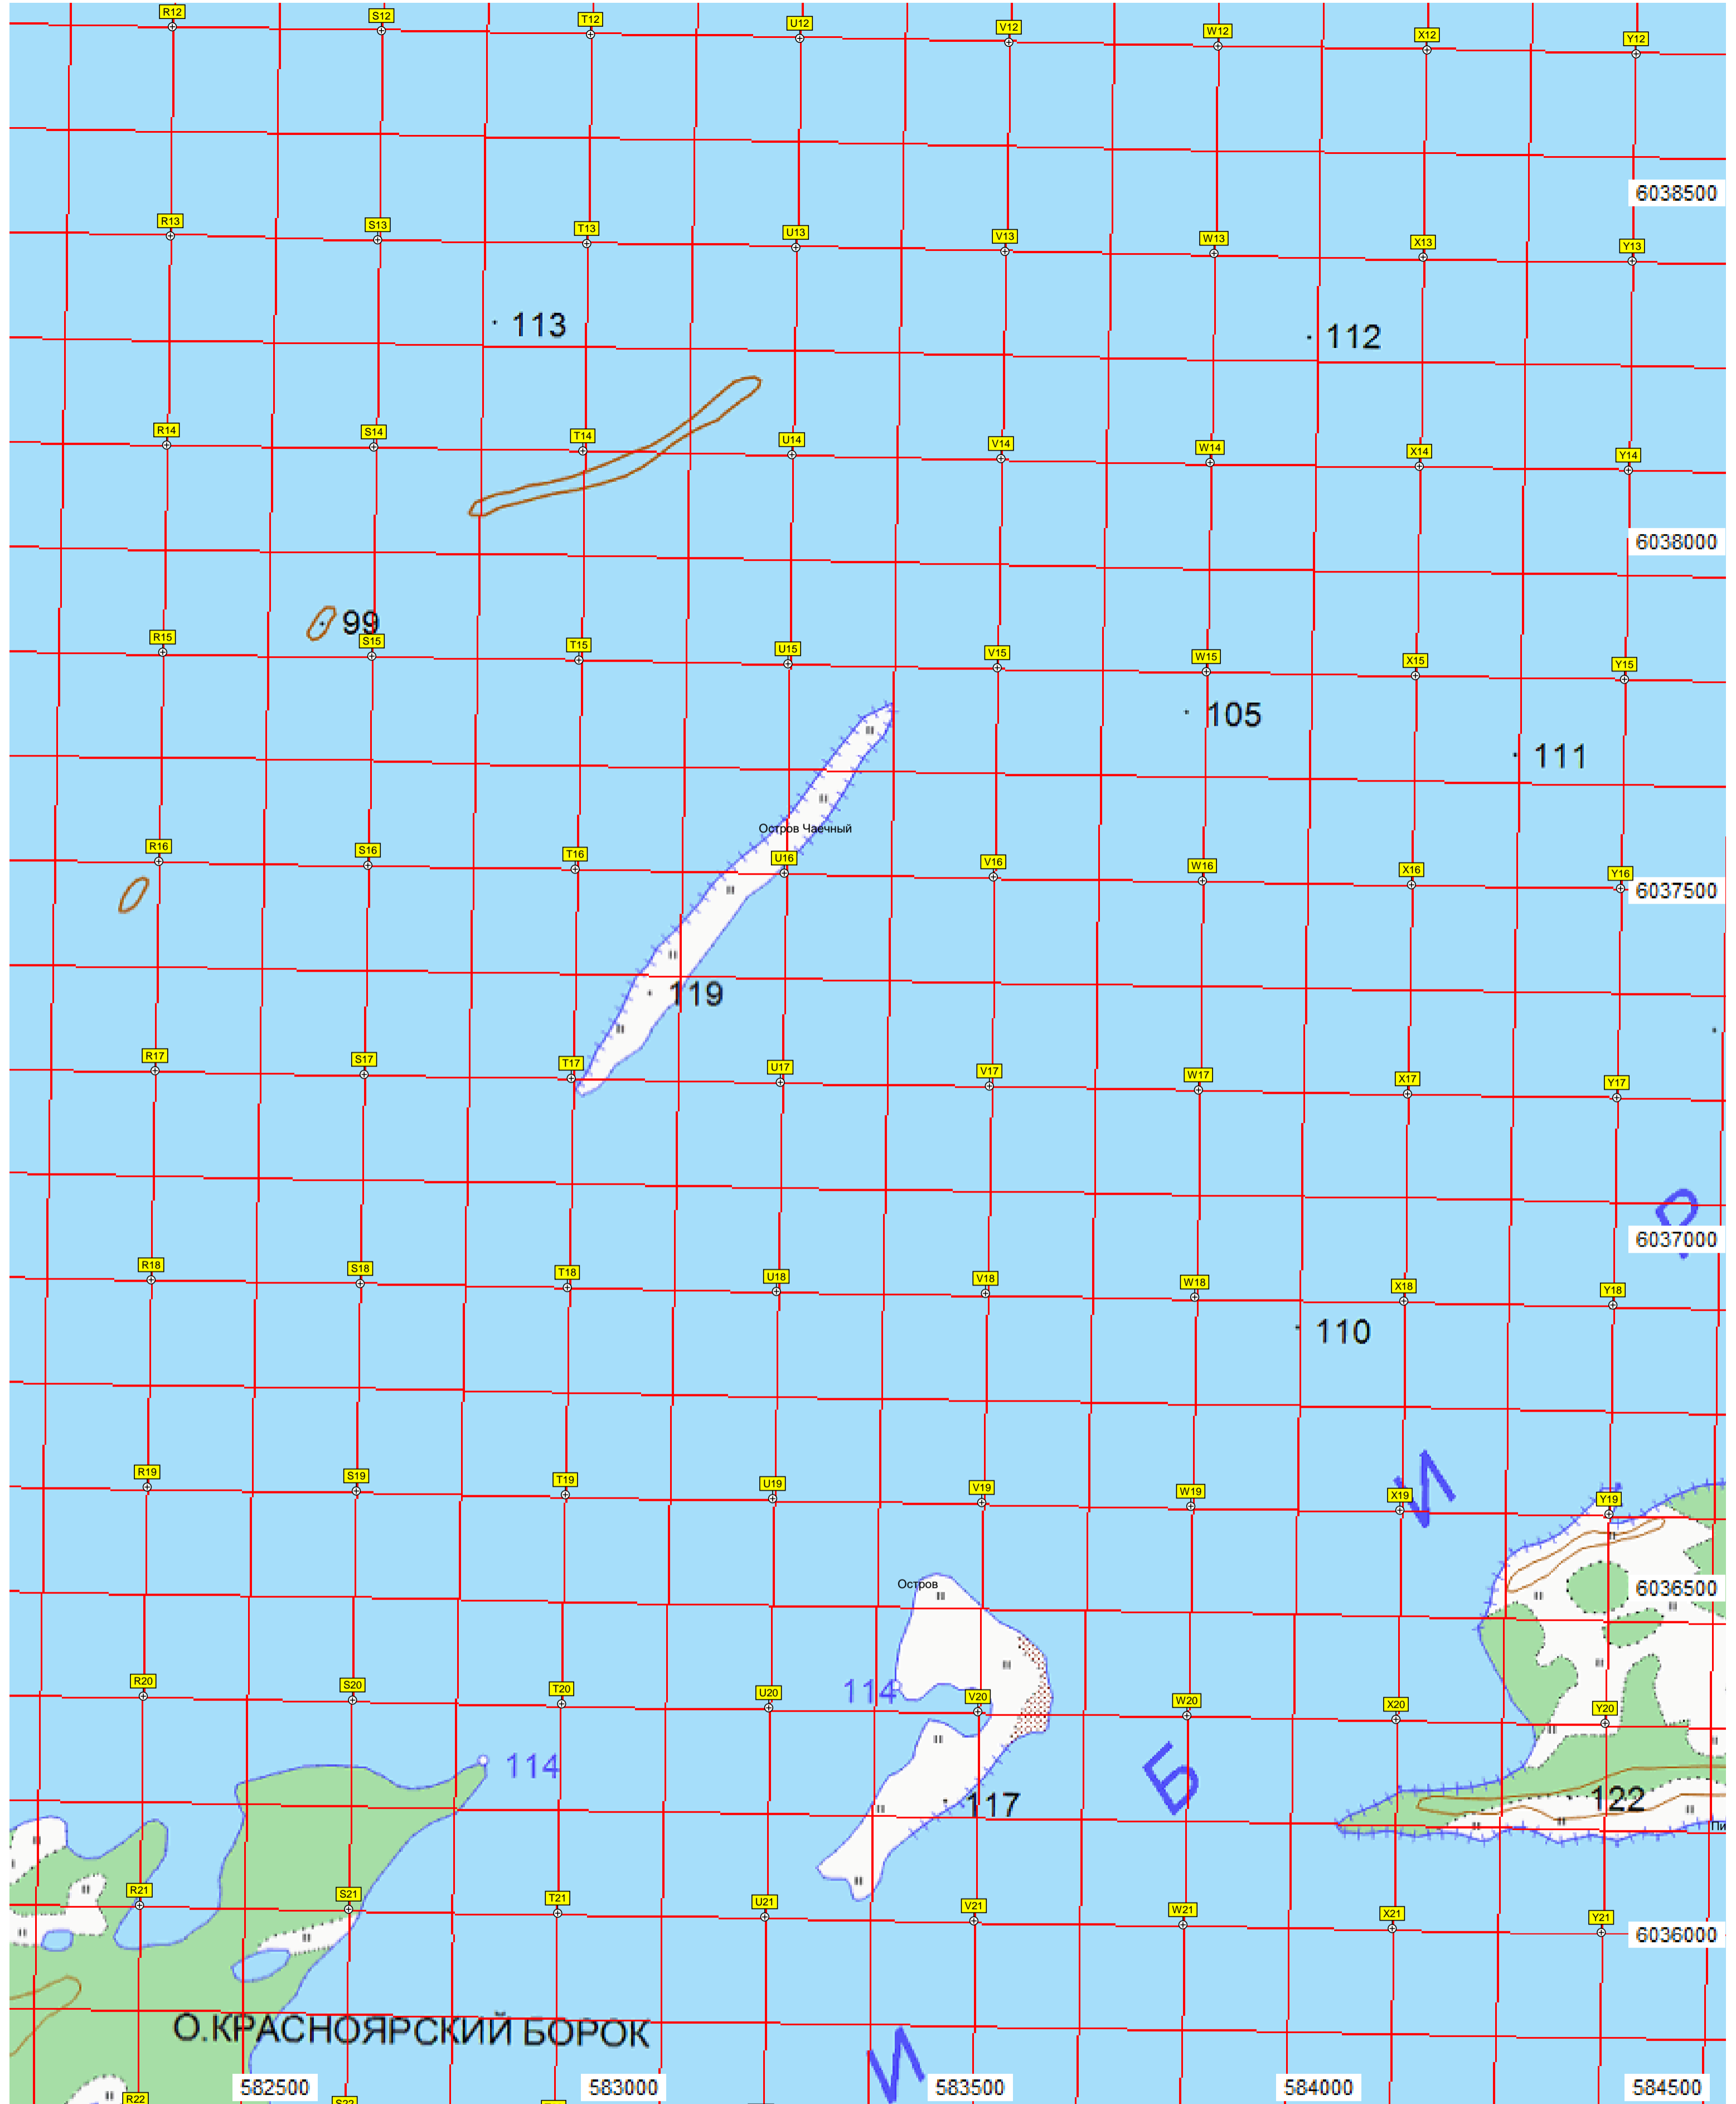 R12 S12 T12 U12 V12 W12 X12 Y12
6038500
R13 S13 T13 U13 V13 W13 X13 Y13
113
112
R14 S14 T14 U14 V14 W14 X14 Y14
6038000
99
R15 S15 T15 U15 V15 W15 X15 Y15
105
111
Остров Чаечный
R16 S16 T16 U16 V16 W16 X16 Y16
6037500
119
R17 S17 T17 U17 V17 W17 X17 Y17
Р
6037000
R18 S18 T18 U18 V18 W18 X18 Y18
110
R19 S19 T19 U19 V19 W19 X19 Y19
И
Остров
6036500
114
R20 S20 T20 U20 V20 W20 X20 Y20
114
Б
117
122
Пи
R21 S21 T21 U21 V21 W21 X21 Y21
6036000
О.КРАСНОЯРСКИЙ БОРОК
И
582500 583000 583500 584000 584500
R22 S22